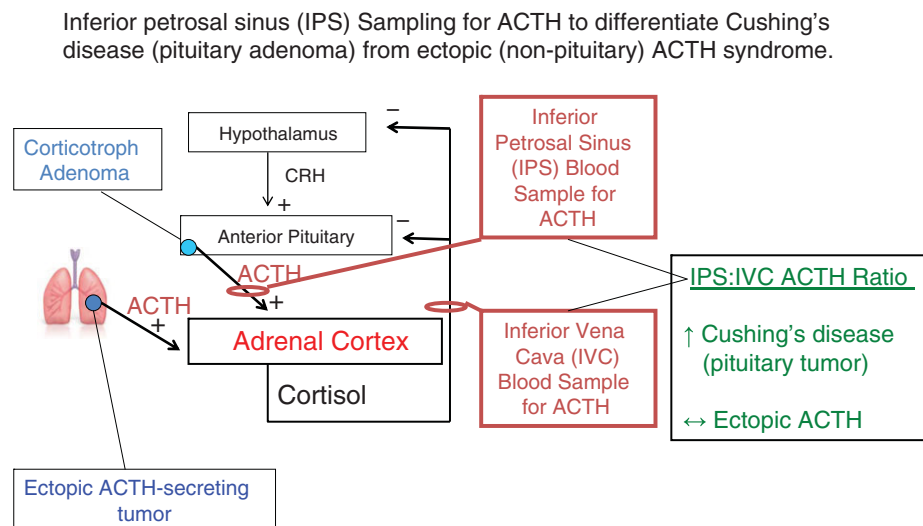 Inferior petrosal sinus (IPS) Sampling for ACTH to differentiate Cushing's
disease (pituitary adenoma) from ectopic (non-pituitary) ACTH syndrome.
Corticotroph
Adenoma
Hypothalamus
−
CRH
+
Anterior Pituitary
−
ACTH
+
ACTH
+
Adrenal Cortex
Cortisol
Ectopic ACTH-secreting
tumor
Inferior
Petrosal Sinus
(IPS) Blood
Sample for
ACTH
Inferior Vena
Cava (IVC)
Blood Sample
for ACTH
IPS:IVC ACTH Ratio
↑ Cushing's disease
(pituitary tumor)
↔ Ectopic ACTH